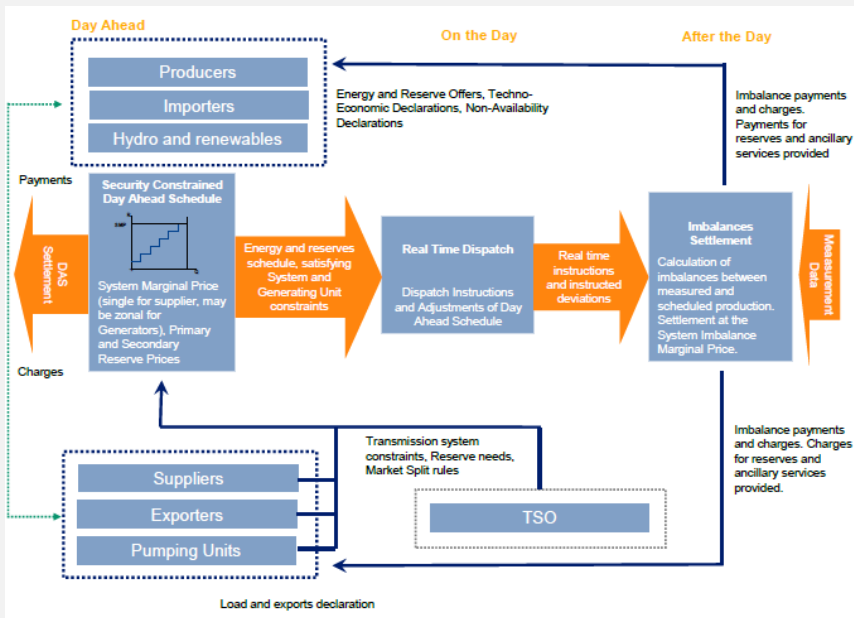 Day Ahead
On the Day
After the Day
Producers
Importers
Hydro and renewables
Energy and Reserve Offers, Techno-
Economic Declarations, Non-Availability
Declarations
Imbalance payments
and charges.
Payments for
reserves and ancillary
services provided
Payments
DAS
Settlement
Charges
Security Constrained
Day Ahead Schedule
SMP
System Marginal Price
(single for supplier, may
be zonal for
Generators), Primary
and Secondary
Reserve Prices
Energy and reserves
schedule, satisfying
System and
Generating Unit
constraints
Real Time Dispatch
Dispatch Instructions
and Adjustments of Day
Ahead Schedule
Real time
instructions
and instructed
deviations
Imbalances
Settlement
Calculation of
imbalances between
measured and
scheduled production.
Settlement at the
System Imbalance
Marginal Price.
Measurement
Data
Transmission system
constraints, Reserve needs,
Market Split rules
Imbalance payments
and charges. Charges
for reserves and
ancillary services
provided.
Suppliers
Exporters
Pumping Units
TSO
Load and exports declaration